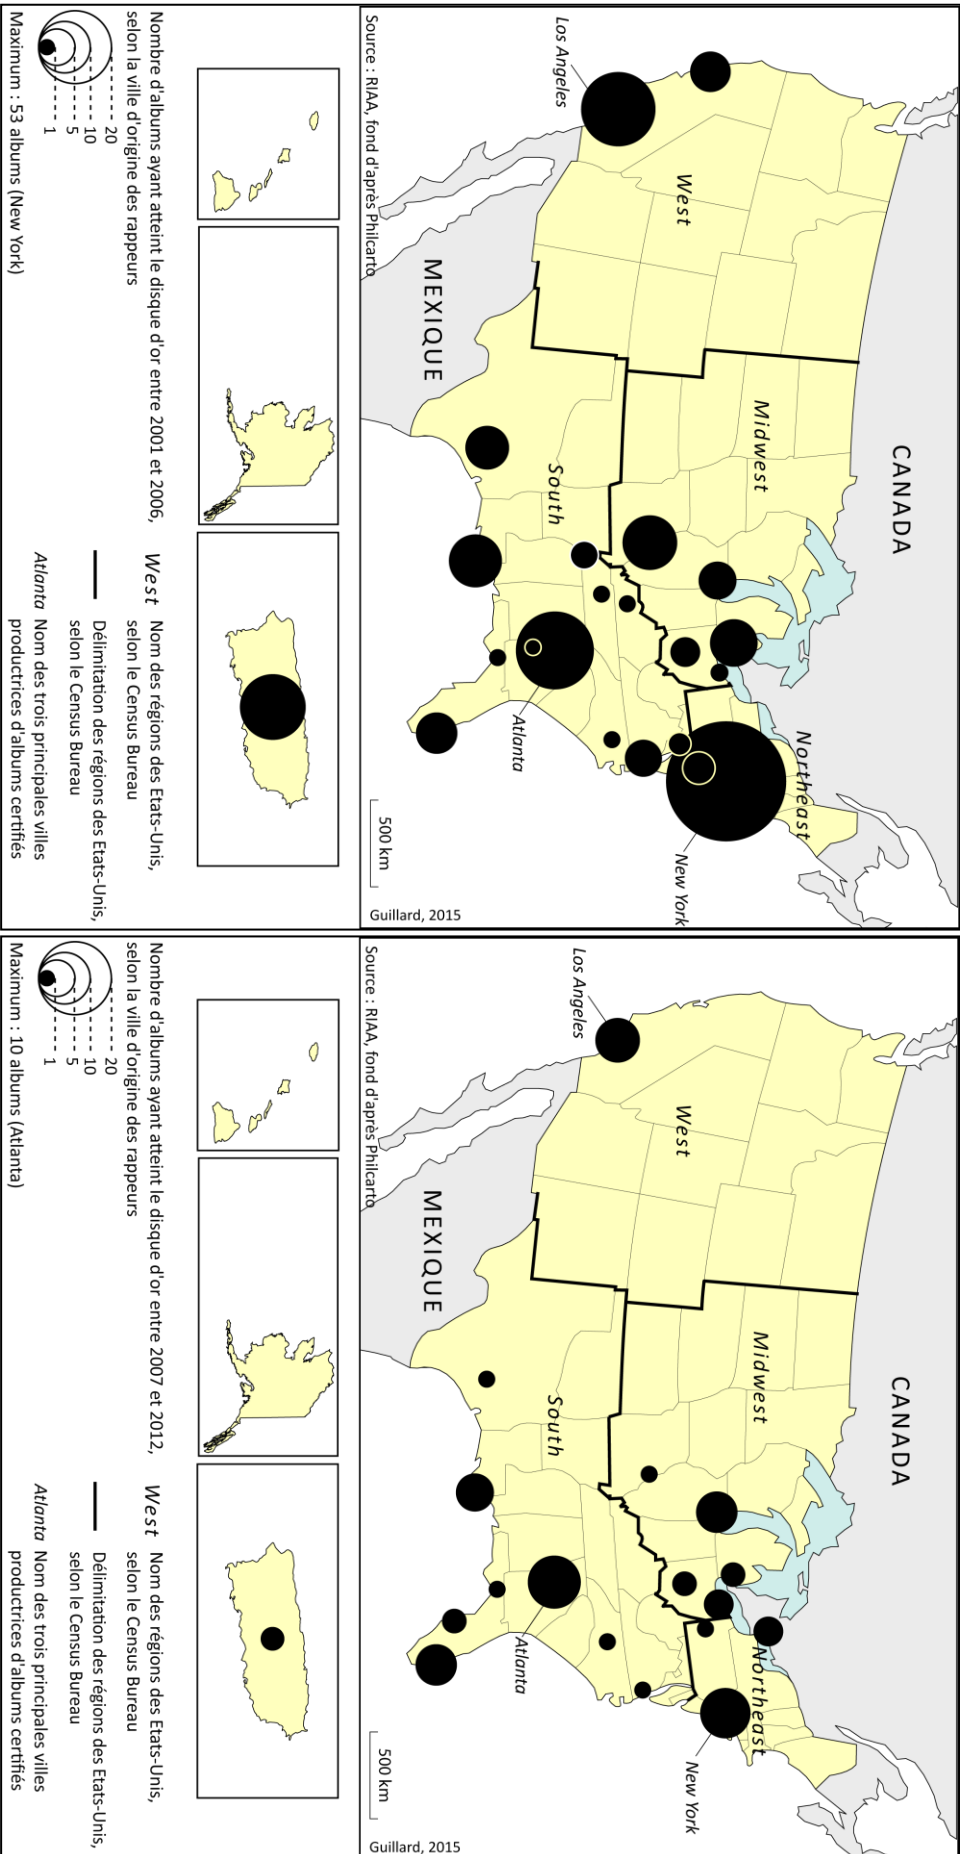 CANADA
MEXIQUE
West
Midwest
South
Northeast
Los Angeles
Atlanta
New York
500 km
Source : RIAA, fond d'après Philcarto
Guillard, 2015
Nombre d'albums ayant atteint le disque d'or entre 2001 et 2006,
selon la ville d'origine des rappeurs
20
10
5
1
Maximum : 53 albums (New York)
West Nom des régions des Etats-Unis,
selon le Census Bureau
Délimitation des régions des Etats-Unis,
selon le Census Bureau
Atlanta Nom des trois principales villes
productrices d'albums certifiés
CANADA
MEXIQUE
West
Midwest
South
Northeast
Los Angeles
Atlanta
New York
500 km
Source : RIAA, fond d'après Philcarto
Guillard, 2015
Nombre d'albums ayant atteint le disque d'or entre 2007 et 2012,
selon la ville d'origine des rappeurs
20
10
5
1
Maximum : 10 albums (Atlanta)
West Nom des régions des Etats-Unis,
selon le Census Bureau
Délimitation des régions des Etats-Unis,
selon le Census Bureau
Atlanta Nom des trois principales villes
productrices d'albums certifiés